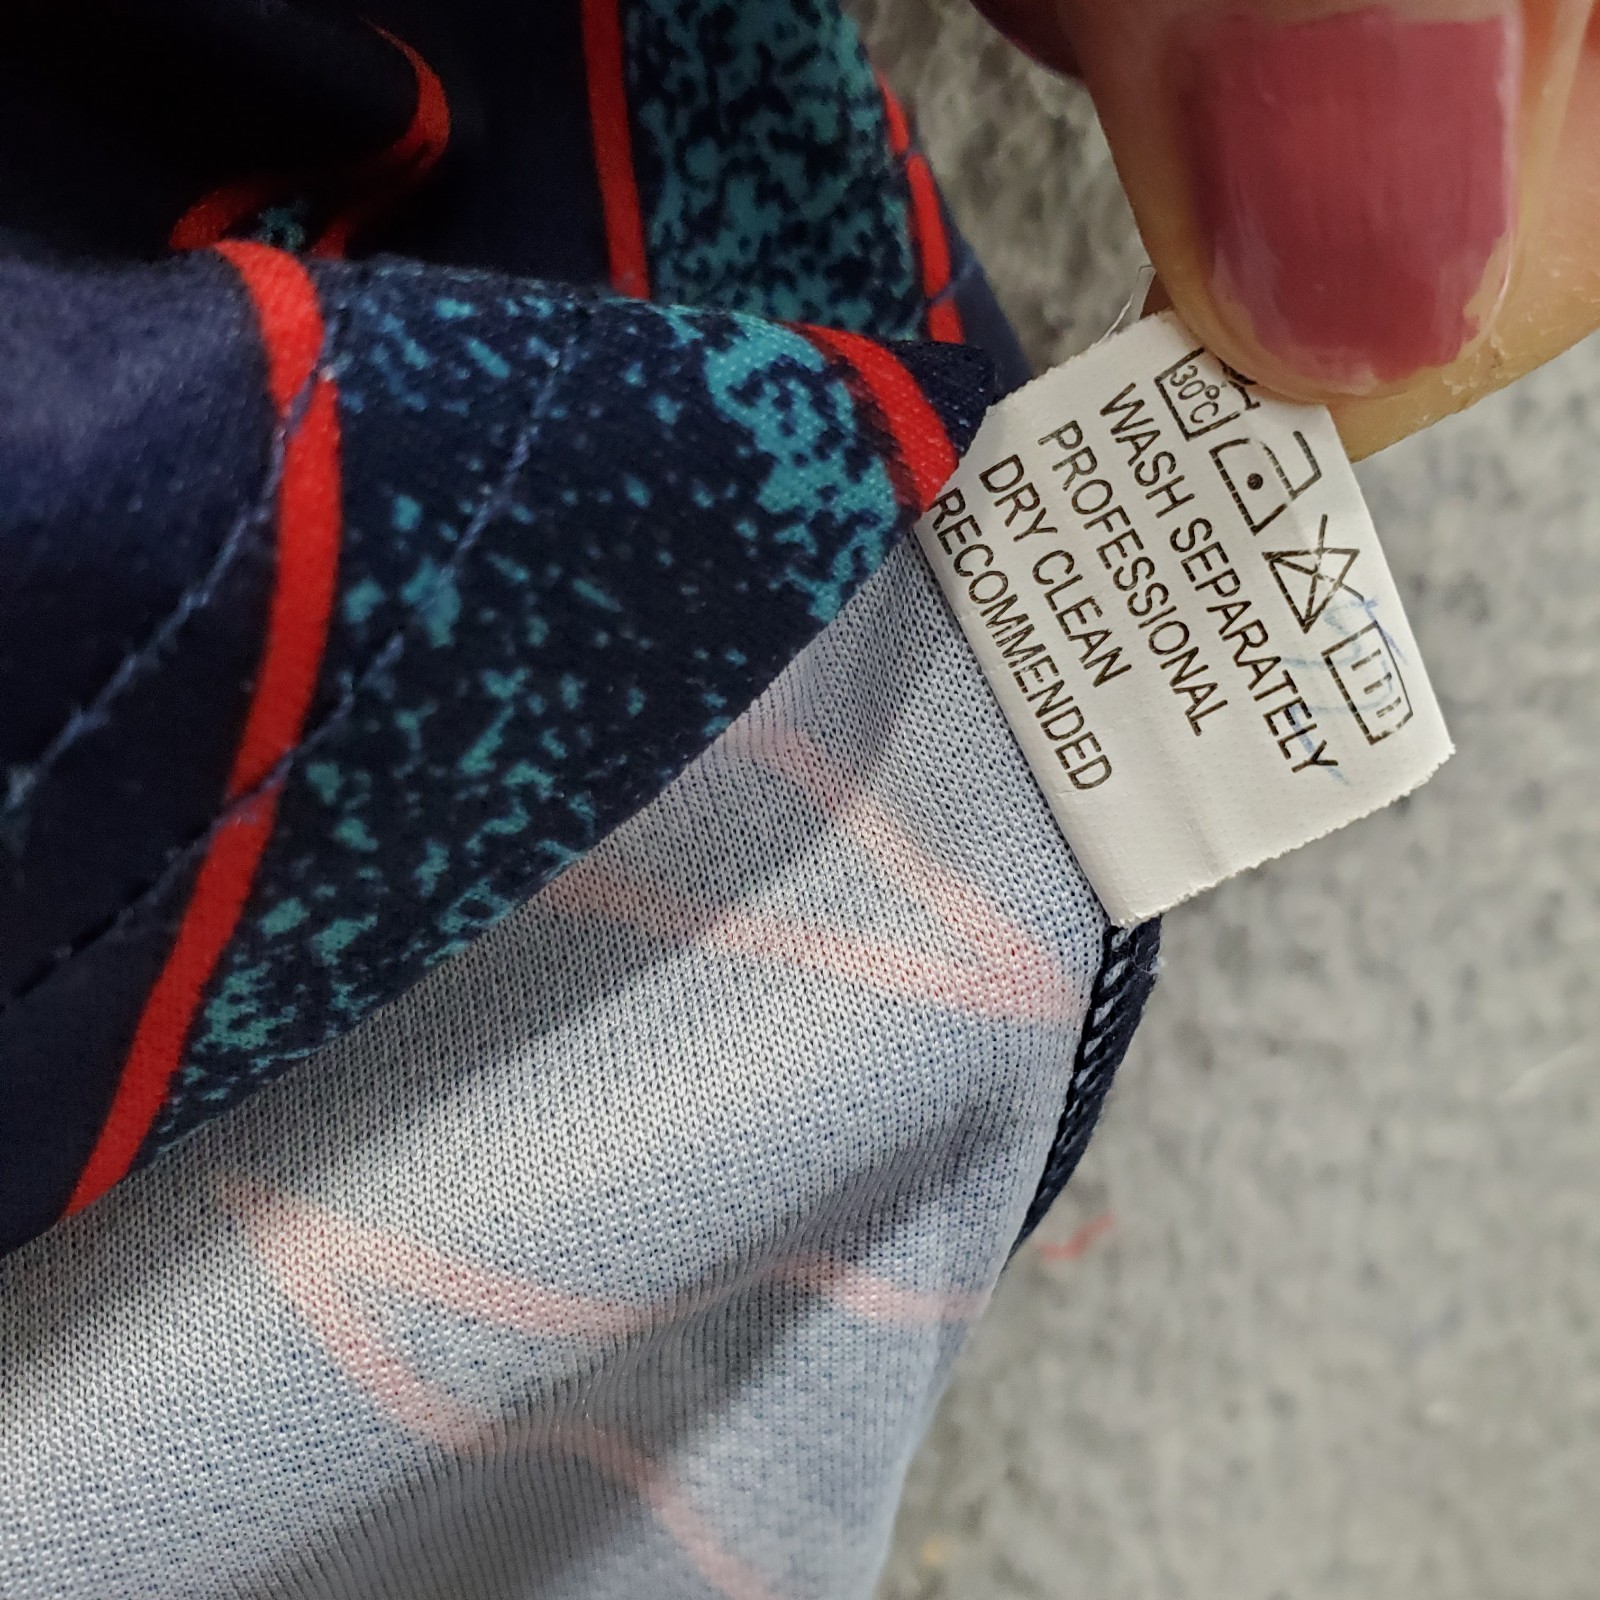 30°C
WASH SEPARATELY
PROFESSIONAL
DRY CLEAN
RECOMMENDED